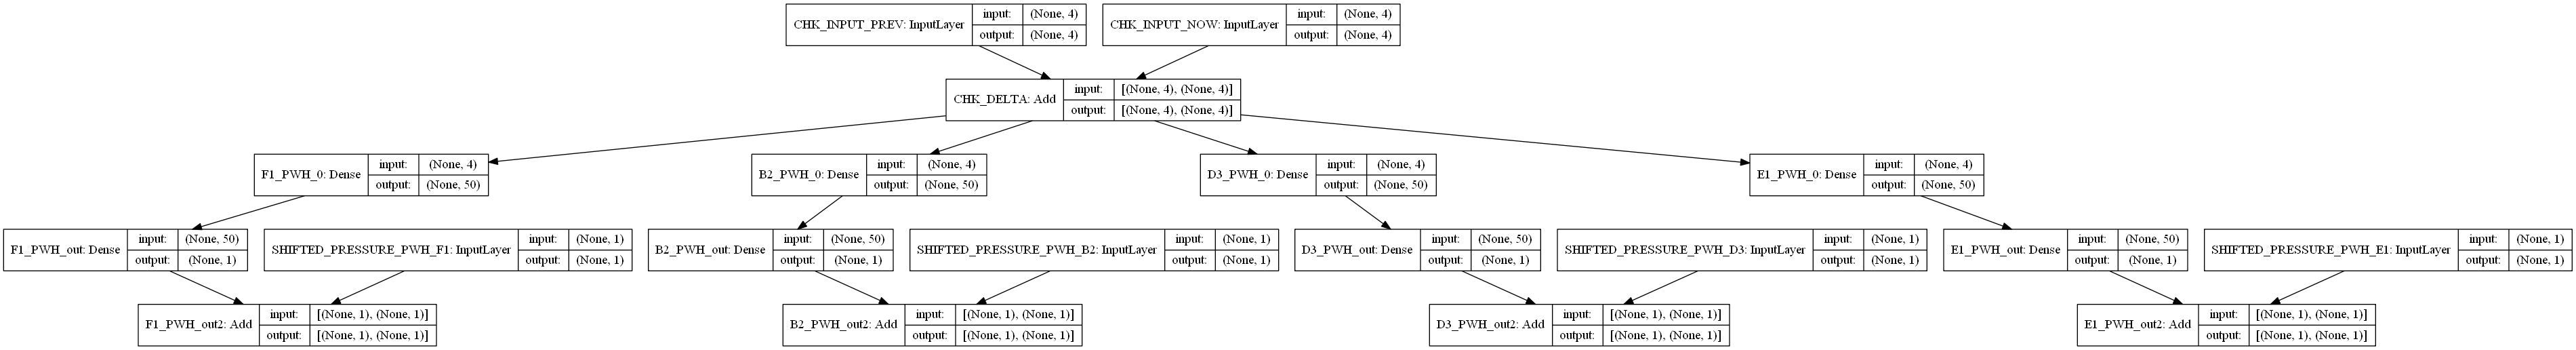 CHK_INPUT_PREV: InputLayer input: (None, 4) output: (None, 4)
CHK_INPUT_NOW: InputLayer input: (None, 4) output: (None, 4)
CHK_DELTA: Add input: [(None, 4), (None, 4)] output: [(None, 4), (None, 4)]
F1_PWH_0: Dense input: (None, 4) output: (None, 50)
B2_PWH_0: Dense input: (None, 4) output: (None, 50)
D3_PWH_0: Dense input: (None, 4) output: (None, 50)
E1_PWH_0: Dense input: (None, 4) output: (None, 50)
F1_PWH_out: Dense input: (None, 50) output: (None, 1)
SHIFTED_PRESSURE_PWH_F1: InputLayer input: (None, 1) output: (None, 1)
B2_PWH_out: Dense input: (None, 50) output: (None, 1)
SHIFTED_PRESSURE_PWH_B2: InputLayer input: (None, 1) output: (None, 1)
D3_PWH_out: Dense input: (None, 50) output: (None, 1)
SHIFTED_PRESSURE_PWH_D3: InputLayer input: (None, 1) output: (None, 1)
E1_PWH_out: Dense input: (None, 50) output: (None, 1)
SHIFTED_PRESSURE_PWH_E1: InputLayer input: (None, 1) output: (None, 1)
F1_PWH_out2: Add input: [(None, 1), (None, 1)] output: [(None, 1), (None, 1)]
B2_PWH_out2: Add input: [(None, 1), (None, 1)] output: [(None, 1), (None, 1)]
D3_PWH_out2: Add input: [(None, 1), (None, 1)] output: [(None, 1), (None, 1)]
E1_PWH_out2: Add input: [(None, 1), (None, 1)] output: [(None, 1), (None, 1)]